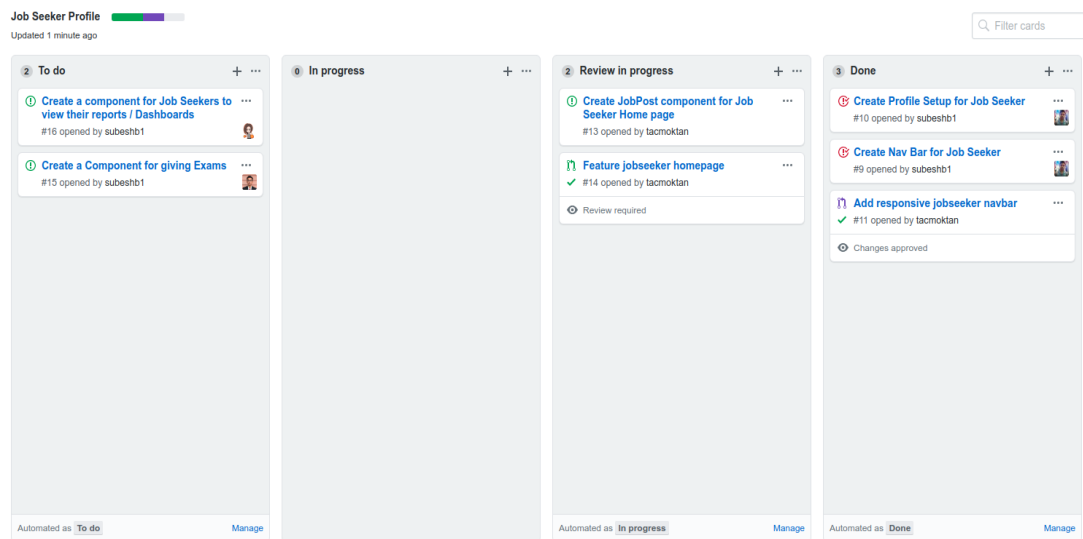 Job Seeker Profile
Updated 1 minute ago
Filter cards
2 To do
Create a component for Job Seekers to
view their reports / Dashboards
#16 opened by subeshb1
Create a Component for giving Exams
#15 opened by subeshb1
Automated as To do
Manage
0 In progress
2 Review in progress
Create JobPost component for Job
Seeker Home page
#13 opened by tacmoktan
Feature jobseeker homepage
#14 opened by tacmoktan
Review required
Automated as In progress
Manage
3 Done
Create Profile Setup for Job Seeker
#10 opened by subeshb1
Create Nav Bar for Job Seeker
#9 opened by subeshb1
Add responsive jobseeker navbar
#11 opened by tacmoktan
Changes approved
Automated as Done
Manage